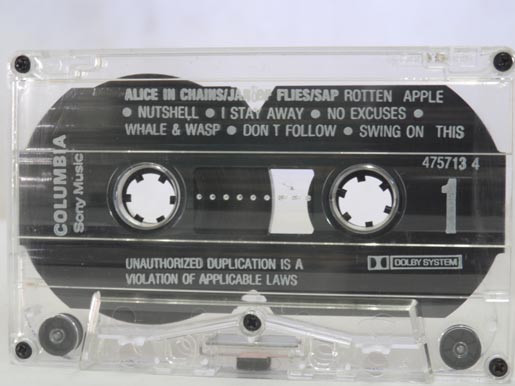 ALICE IN CHAINS/JAR OF FLIES/SAP ROTTEN APPLE
• NUTSHELL • I STAY AWAY • NO EXCUSES •
WHALE & WASP • DON T FOLLOW • SWING ON THIS
475713 4
COLUMBIA
Sony Music
1
UNAUTHORIZED DUPLICATION IS A
VIOLATION OF APPLICABLE LAWS
DOLBY SYSTEM